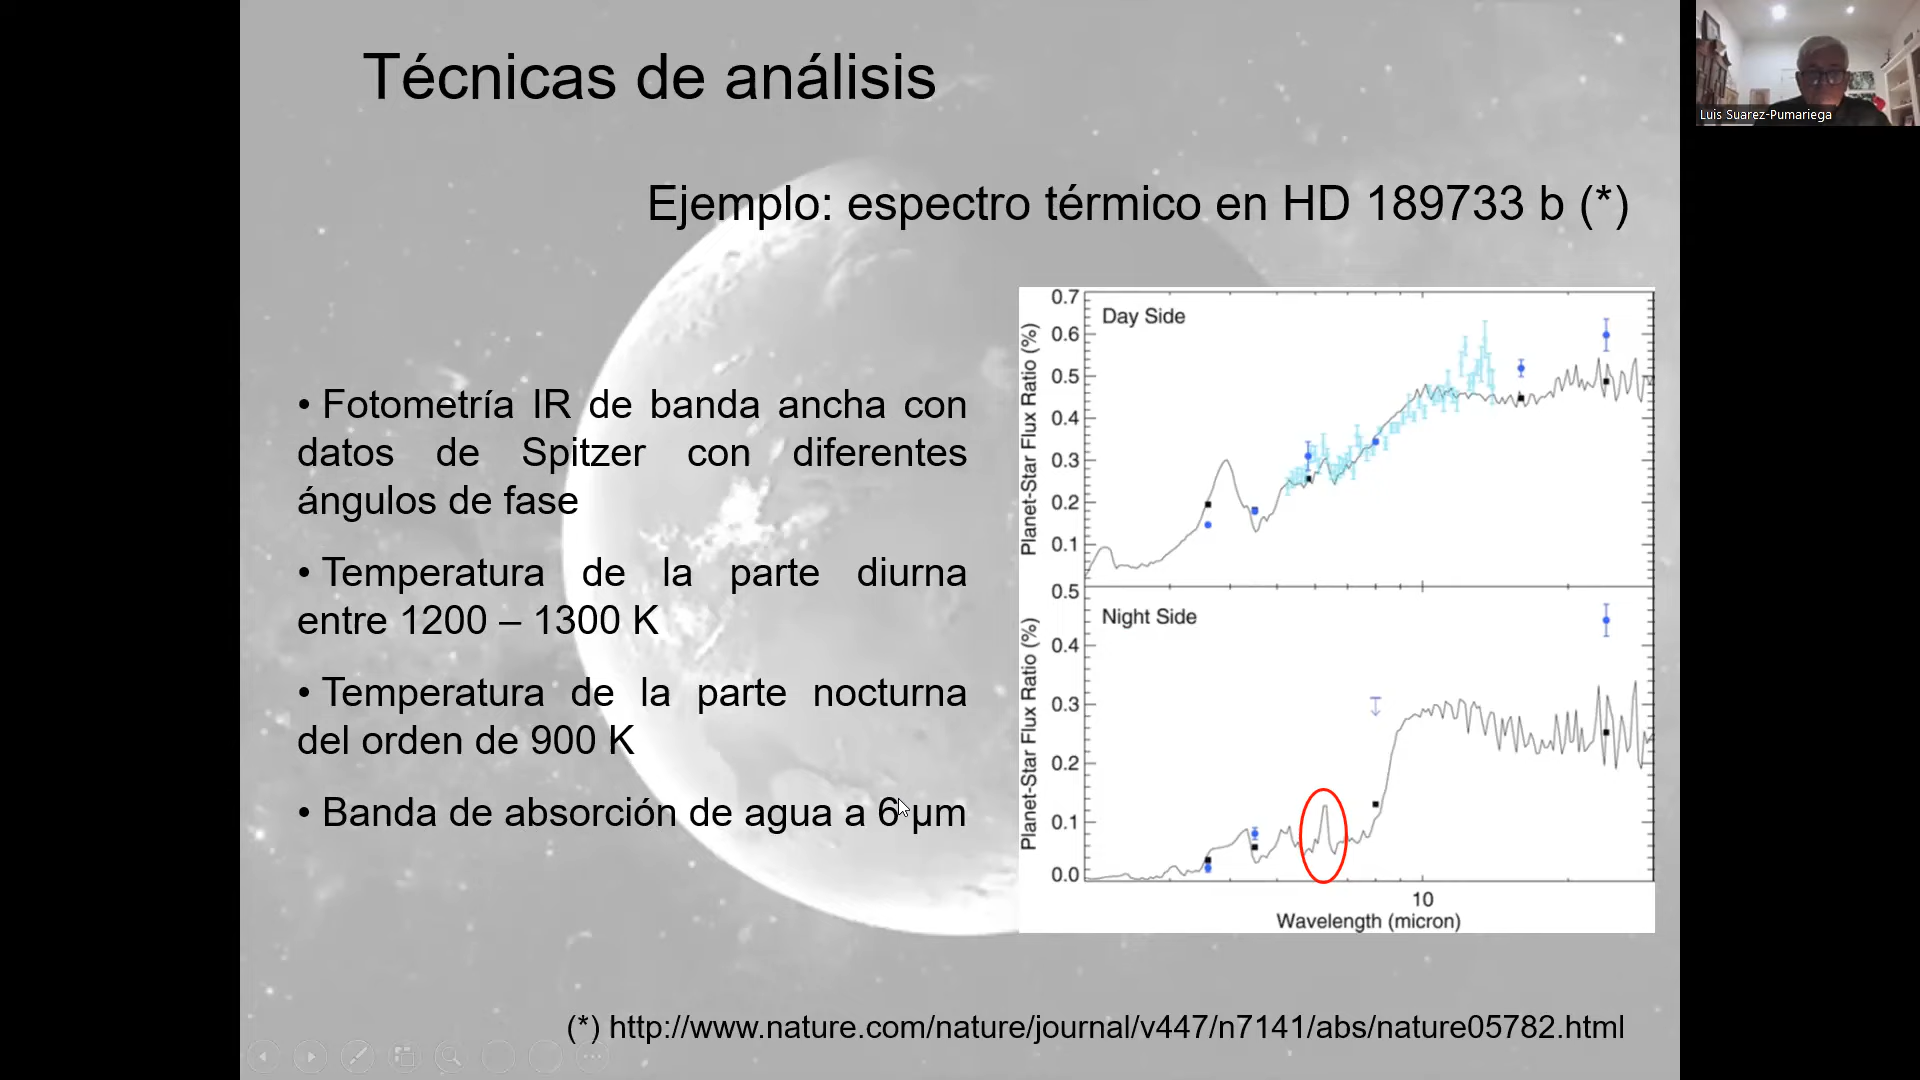 Técnicas de análisis
Luis Suarez-Pumariega
Ejemplo: espectro térmico en HD 189733 b (*)
• Fotometría IR de banda ancha con
datos de Spitzer con diferentes
ángulos de fase
• Temperatura de la parte diurna
entre 1200 – 1300 K
• Temperatura de la parte nocturna
del orden de 900 K
• Banda de absorción de agua a 6 μm
Day Side
Planet-Star Flux Ratio (%)
0.7
0.6
0.5
0.4
0.3
0.2
0.1
Night Side
Planet-Star Flux Ratio (%)
0.5
0.4
0.3
0.2
0.1
0.0
10
Wavelength (micron)
(*) http://www.nature.com/nature/journal/v447/n7141/abs/nature05782.html